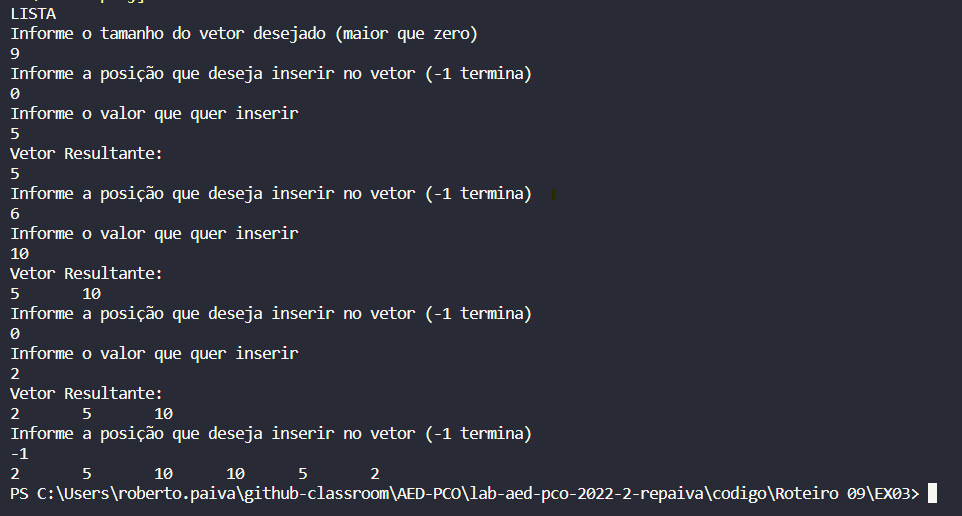 LISTA
Informe o tamanho do vetor desejado (maior que zero)
9
Informe a posição que deseja inserir no vetor (-1 termina)
0
Informe o valor que quer inserir
5
Vetor Resultante:
5
Informe a posição que deseja inserir no vetor (-1 termina)
6
Informe o valor que quer inserir
10
Vetor Resultante:
5 10
Informe a posição que deseja inserir no vetor (-1 termina)
0
Informe o valor que quer inserir
2
Vetor Resultante:
2 5 10
Informe a posição que deseja inserir no vetor (-1 termina)
-1
2 5 10 10 5 2
PS C:\Users\roberto.paiva\github-classroom\AED-PCO\lab-aed-pco-2022-2-repaiva\codigo\Roteiro 09\EX03>